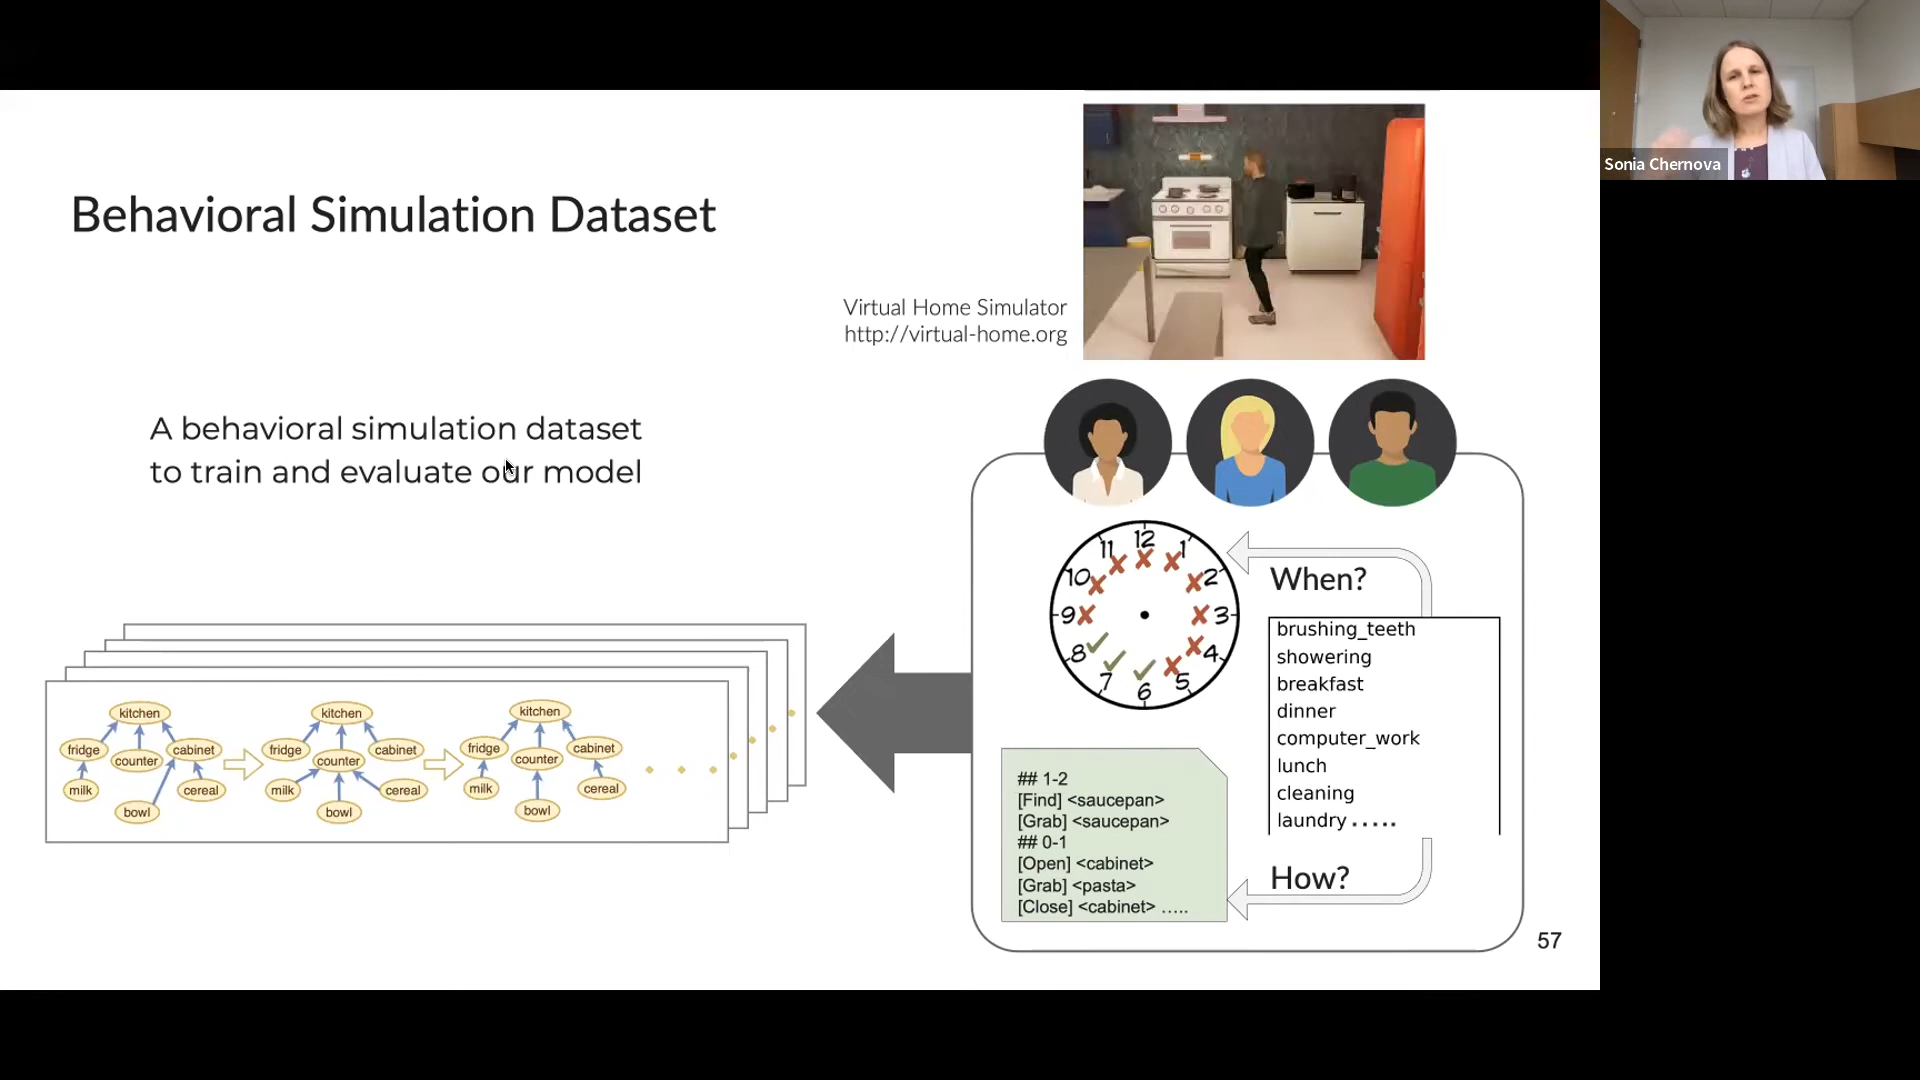 Sonia Chernova
Behavioral Simulation Dataset
Virtual Home Simulator
http://virtual-home.org
A behavioral simulation dataset
to train and evaluate our model
12
1
2
3
4
5
6
7
8
9
10
11
When?
brushing_teeth
showering
breakfast
dinner
computer_work
lunch
cleaning
laundry .....
How?
## 1-2
[Find] <saucepan>
[Grab] <saucepan>
## 0-1
[Open] <cabinet>
[Grab] <pasta>
[Close] <cabinet> .....
kitchen
fridge
counter
cabinet
milk
bowl
cereal
kitchen
fridge
counter
cabinet
milk
bowl
cereal
kitchen
fridge
counter
cabinet
milk
bowl
cereal
57